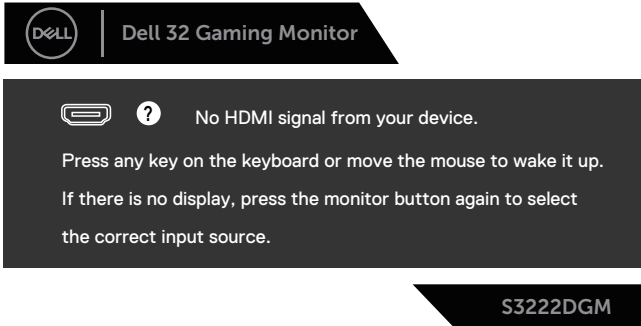 DELL
Dell 32 Gaming Monitor
? No HDMI signal from your device.
Press any key on the keyboard or move the mouse to wake it up.
If there is no display, press the monitor button again to select
the correct input source.
S3222DGM